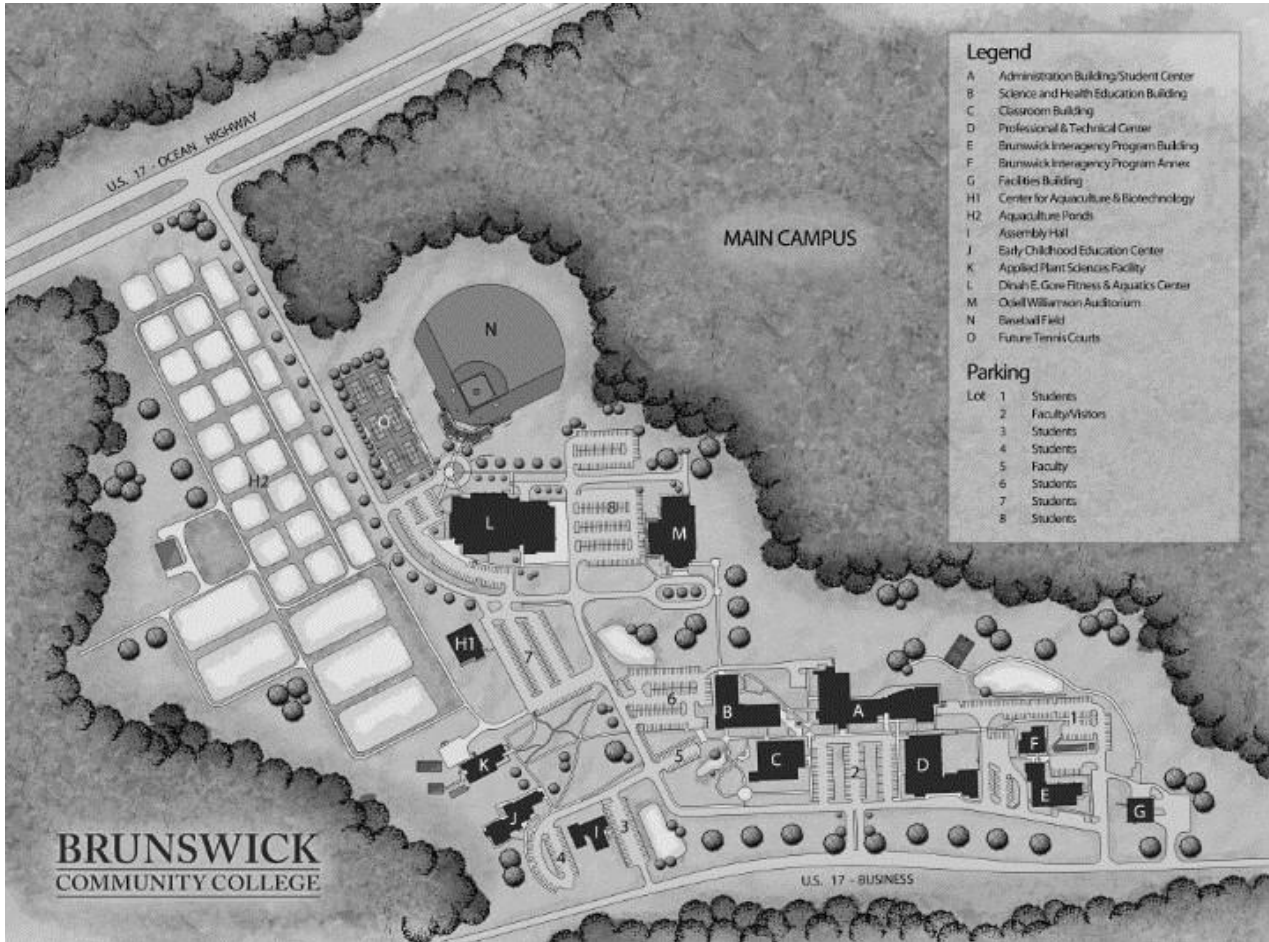 U.S. 17 - OCEAN HIGHWAY
MAIN CAMPUS
Legend
A Administration Building/Student Center
B Science and Health Education Building
C Classroom Building
D Professional & Technical Center
E Brunswick Interagency Program Building
F Brunswick Interagency Program Annex
G Facilities Building
H1 Center for Aquaculture & Biotechnology
H2 Aquaculture Ponds
I Assembly Hall
J Early Childhood Education Center
K Applied Plant Sciences Facility
L Dinah E. Gore Fitness & Aquatics Center
M Odell Williamson Auditorium
N Baseball Field
O Future Tennis Courts
Parking
Lot 1 Students
2 Faculty/Visitors
3 Students
4 Students
5 Faculty
6 Students
7 Students
8 Students
N
O
H2
L
8
M
H1
7
6
B
A
1
5
C
2
D
F
E
G
K
J
I
3
4
BRUNSWICK
COMMUNITY COLLEGE
U.S. 17 - BUSINESS